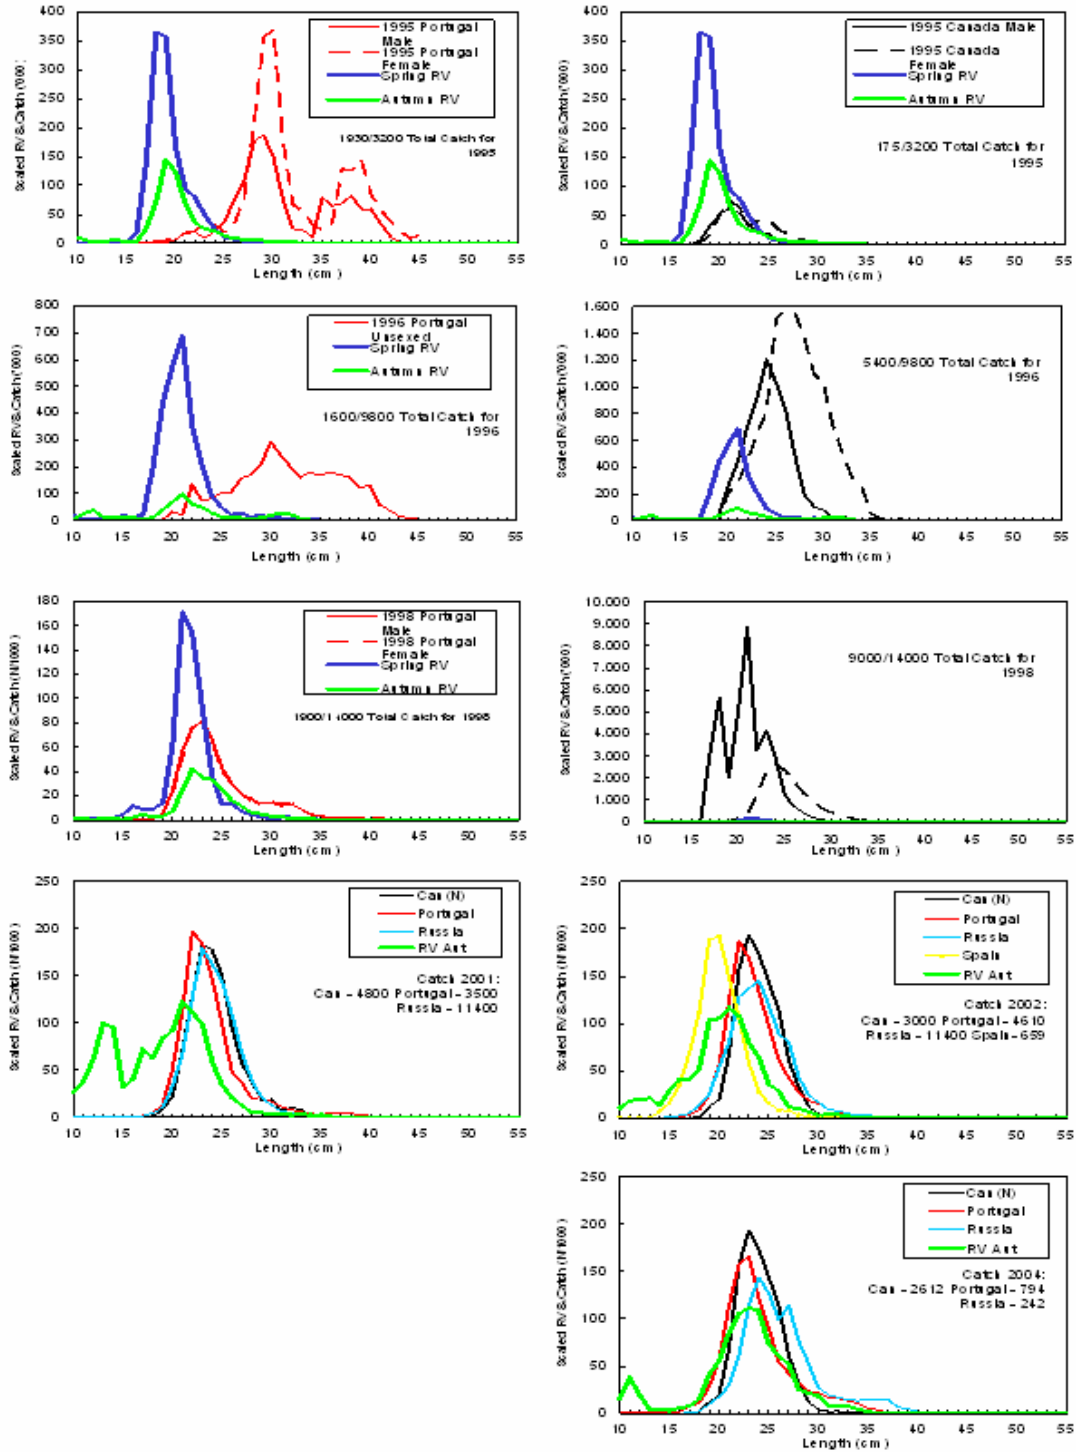 400
350
300
250
200
150
100
50
0
Scaled RV & Catch ('000)
1995 Portugal
Male
1995 Portugal
Female
Spring RV
Autumn RV
1930/3200 Total Catch for
1995
10 15 20 25 30 35 40 45 50 55
Length (cm)
400
350
300
250
200
150
100
50
0
Scaled RV & Catch ('000)
1995 Canada Male
1995 Canada
Female
Spring RV
Autumn RV
175/3200 Total Catch for
1995
10 15 20 25 30 35 40 45 50 55
Length (cm)
800
700
600
500
400
300
200
100
0
Scaled RV & Catch ('000)
1996 Portugal
Unsexed
Spring RV
Autumn RV
1600/9800 Total Catch for
1996
10 15 20 25 30 35 40 45 50 55
Length (cm)
1.600
1.400
1.200
1.000
800
600
400
200
0
Scaled RV & Catch ('000)
5400/9800 Total Catch for
1996
10 15 20 25 30 35 40 45 50 55
Length (cm)
180
160
140
120
100
80
60
40
20
0
Scaled RV & Catch (N/1000)
1998 Portugal
Male
1998 Portugal
Female
Spring RV
Autumn RV
1900/14000 Total Catch for 1998
10 15 20 25 30 35 40 45 50 55
Length (cm)
10.000
9.000
8.000
7.000
6.000
5.000
4.000
3.000
2.000
1.000
0
Scaled RV & Catch ('000)
9000/14000 Total Catch for
1998
10 15 20 25 30 35 40 45 50 55
Length (cm)
250
200
150
100
50
0
Scaled RV & Catch (N/1000)
Can (N)
Portugal
Russia
RV Aut
Catch 2001:
Can - 4800 Portugal - 3500
Russia - 11400
10 15 20 25 30 35 40 45 50 55
Length (cm)
250
200
150
100
50
0
Scaled RV & Catch (N/1000)
Can (N)
Portugal
Russia
Spain
RV Aut
Catch 2002:
Can - 3000 Portugal - 4610
Russia - 11400 Spain - 659
10 15 20 25 30 35 40 45 50 55
Length (cm)
250
200
150
100
50
0
Scaled RV & Catch (N/1000)
Can (N)
Portugal
Russia
RV Aut
Catch 2004:
Can - 2612 Portugal - 794
Russia - 242
10 15 20 25 30 35 40 45 50 55
Length (cm)